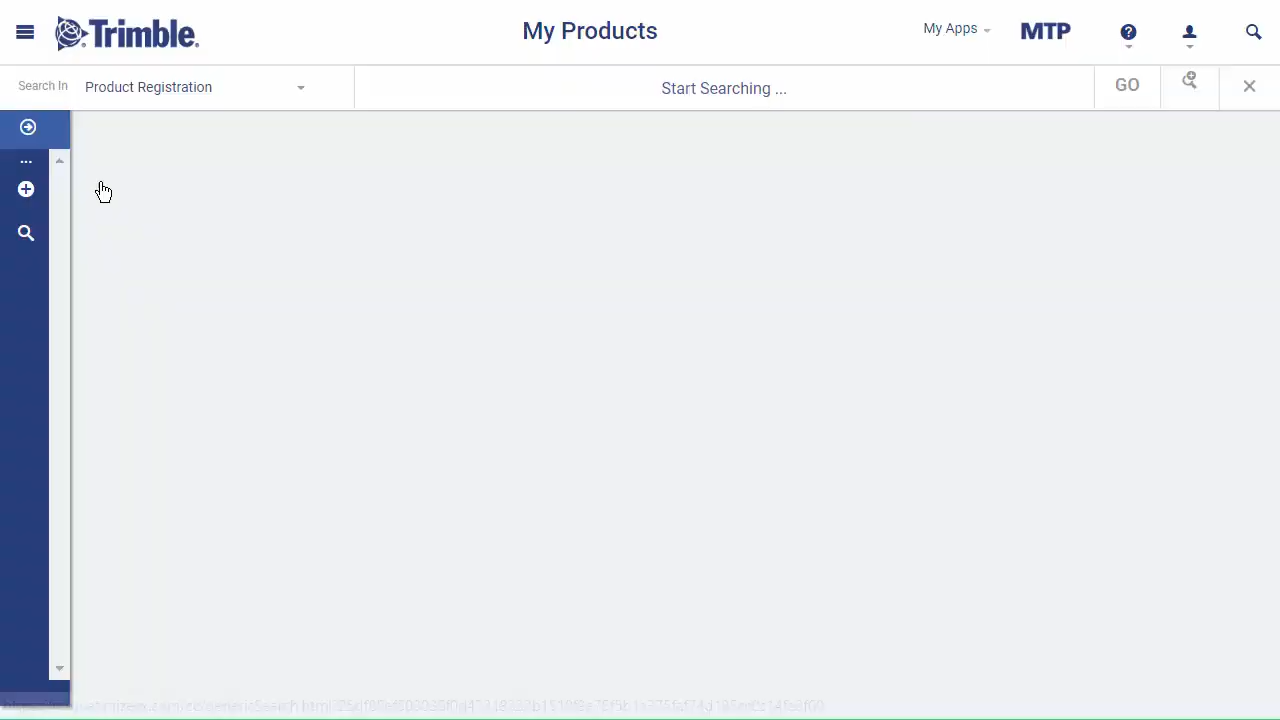 Trimble.
My Products
My Apps
MTP
Search In
Product Registration
Start Searching ...
GO
...